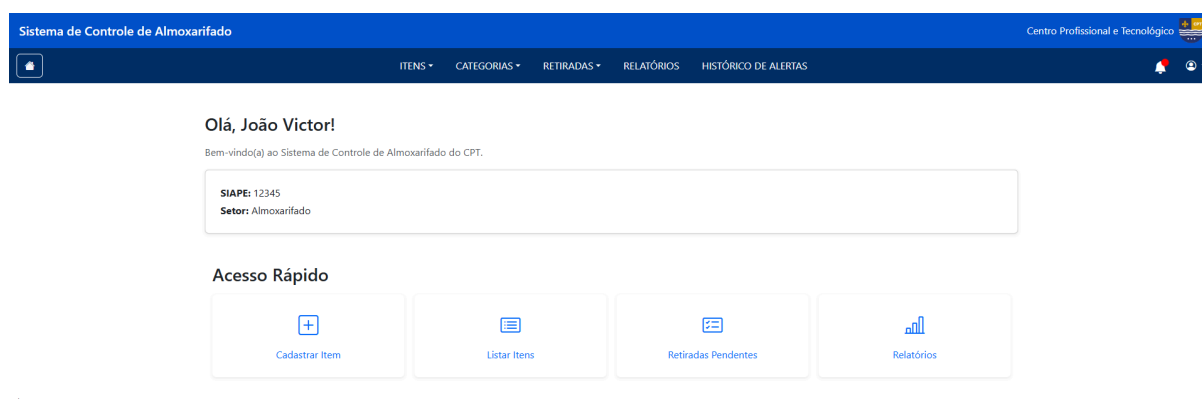 Sistema de Controle de Almoxarifado
Centro Profissional e Tecnológico
ITENS CATEGORIAS RETIRADAS RELATÓRIOS HISTÓRICO DE ALERTAS
Olá, João Victor!
Bem-vindo(a) ao Sistema de Controle de Almoxarifado do CPT.
SIAPE: 12345
Setor: Almoxarifado
Acesso Rápido
Cadastrar Item
Listar Itens
Retiradas Pendentes
Relatórios